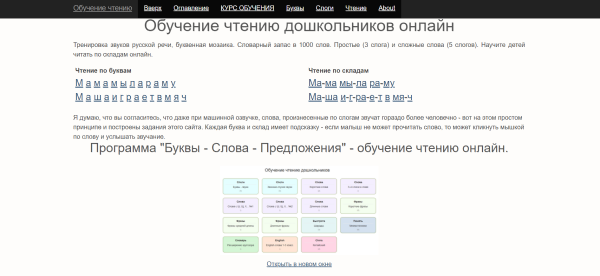 Обучение чтению Вверх Оглавление КУРС ОБУЧЕНИЯ Буквы Слоги Чтение About
Обучение чтению дошкольников онлайн
Тренировка звуков русской речи, буквенная мозаика. Словарный запас в 1000 слов. Простые (3 слога) и сложные слова (5 слогов). Научите детей
читать по складам онлайн.
Чтение по буквам
М а м а м ы л а р а м у
М а ш а и г р а е т в м я ч
Чтение по складам
Ма-ма мы-ла ра-му
Ма-ша и-г-ра-е-т в мя-ч
Я думаю, что вы согласитесь, что даже при машинной озвучке, слова, произнесенные по слогам звучат гораздо более человечно - вот на этом простом
принципе и построены задания этого сайта. Каждая буква и склад имеет подсказку - если малыш не может прочитать слово, то может кликнуть мышкой
по слову и услышать звучание.
Программа "Буквы - Слова - Предложения" - обучение чтению онлайн.
Обучение чтению дошкольников
Открыть в новом окне